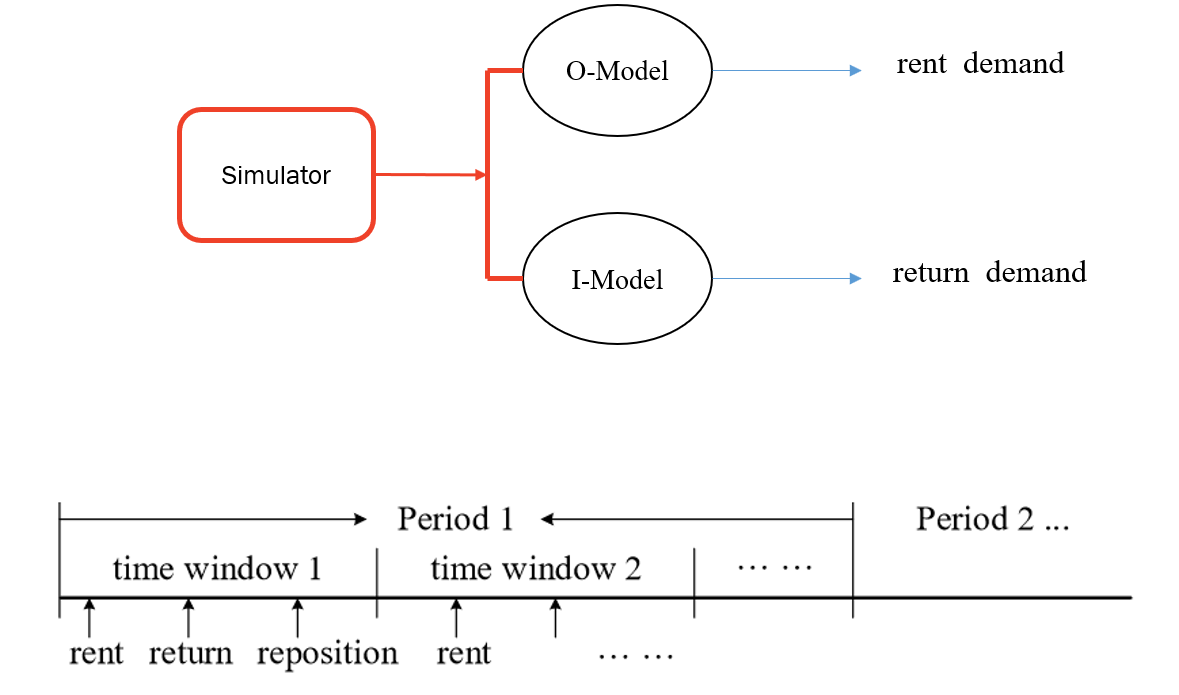 O-Model
rent demand
Simulator
I-Model
return demand
Period 1
Period 2 ...
time window 1
time window 2
... ...
rent
return
reposition
rent
... ...